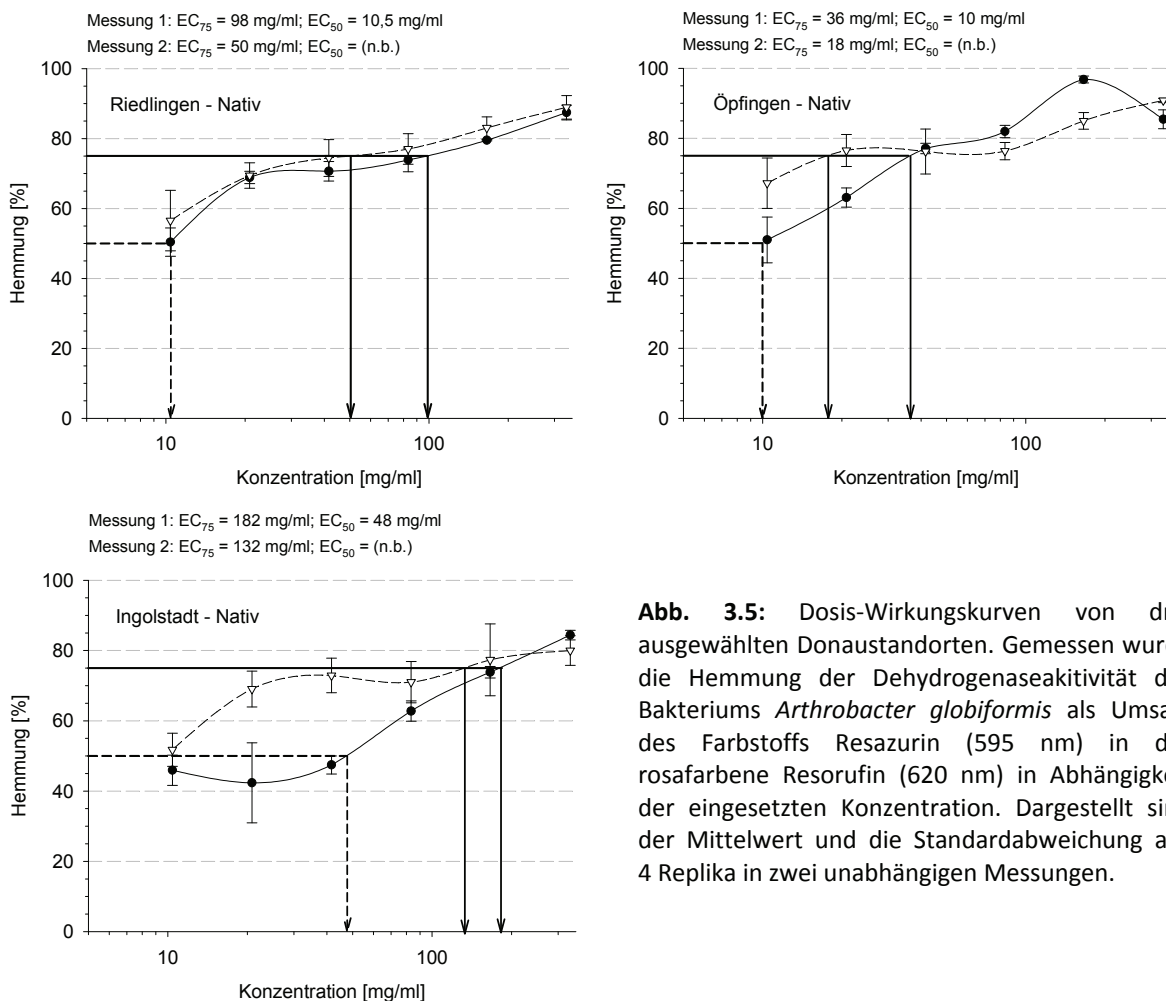 Messung 1: EC75 = 98 mg/ml; EC50 = 10,5 mg/ml
Messung 2: EC75 = 50 mg/ml; EC50 = (n.b.)
100
80
60
40
20
0
Hemmung [%]
Riedlingen - Nativ
10
100
Konzentration [mg/ml]
Messung 1: EC75 = 36 mg/ml; EC50 = 10 mg/ml
Messung 2: EC75 = 18 mg/ml; EC50 = (n.b.)
100
80
60
40
20
0
Hemmung [%]
Öpfingen - Nativ
10
100
Konzentration [mg/ml]
Messung 1: EC75 = 182 mg/ml; EC50 = 48 mg/ml
Messung 2: EC75 = 132 mg/ml; EC50 = (n.b.)
100
80
60
40
20
0
Hemmung [%]
Ingolstadt - Nativ
10
100
Konzentration [mg/ml]
Abb. 3.5: Dosis-Wirkungskurven von
ausgewählten Donaustandorten. Gemessen
die Hemmung der Dehydrogenaseakitivität
Bakteriums Arthrobacter globiformis als
des Farbstoffs Resazurin (595 nm) in
rosafarbene Resorufin (620 nm) in
der eingesetzten Konzentration. Dargestellt
der Mittelwert und die Standardabweichung
4 Replika in zwei unabhängigen Messungen.